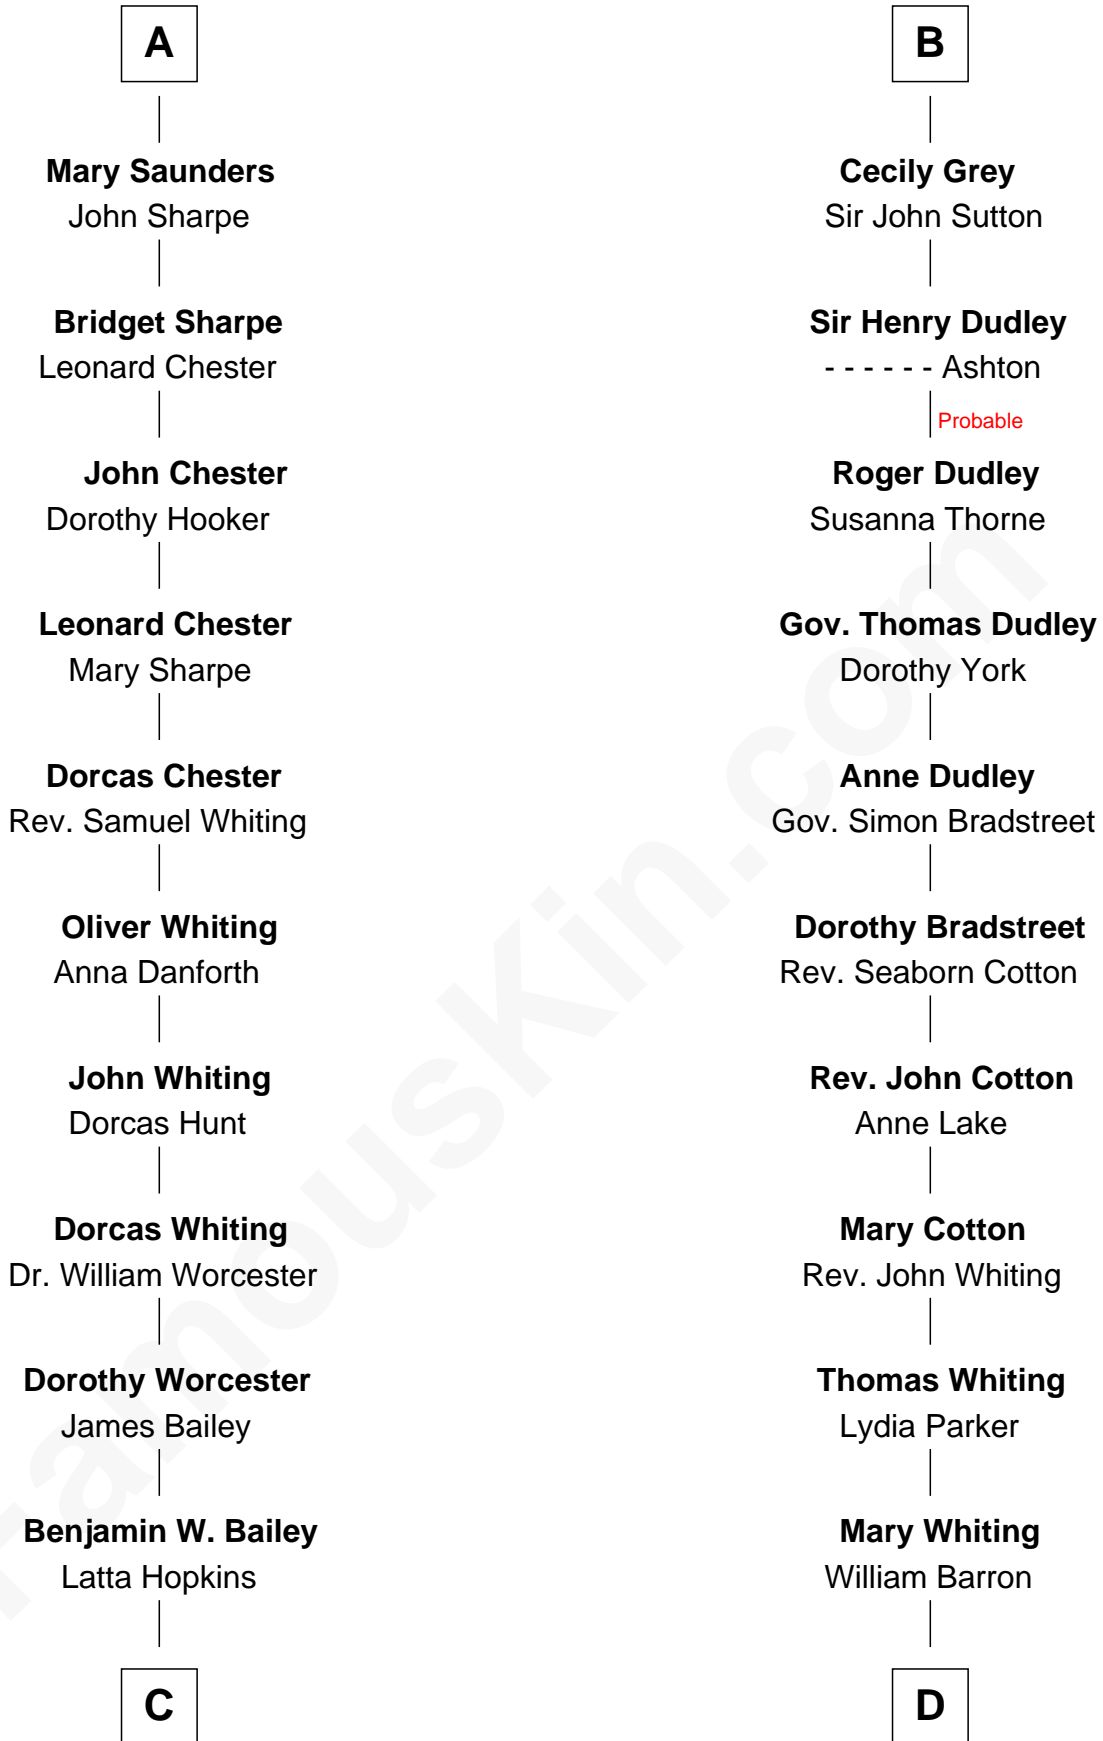 A
Mary Saunders
John Sharpe
Bridget Sharpe
Leonard Chester
John Chester
Dorothy Hooker
Leonard Chester
Mary Sharpe
Dorcas Chester
Rev. Samuel Whiting
Oliver Whiting
Anna Danforth
John Whiting
Dorcas Hunt
Dorcas Whiting
Dr. William Worcester
Dorothy Worcester
James Bailey
Benjamin W. Bailey
Latta Hopkins
C
B
Cecily Grey
Sir John Sutton
Sir Henry Dudley
- - - - - - Ashton
Probable
Roger Dudley
Susanna Thorne
Gov. Thomas Dudley
Dorothy York
Anne Dudley
Gov. Simon Bradstreet
Dorothy Bradstreet
Rev. Seaborn Cotton
Rev. John Cotton
Anne Lake
Mary Cotton
Rev. John Whiting
Thomas Whiting
Lydia Parker
Mary Whiting
William Barron
D
FamousKin.com